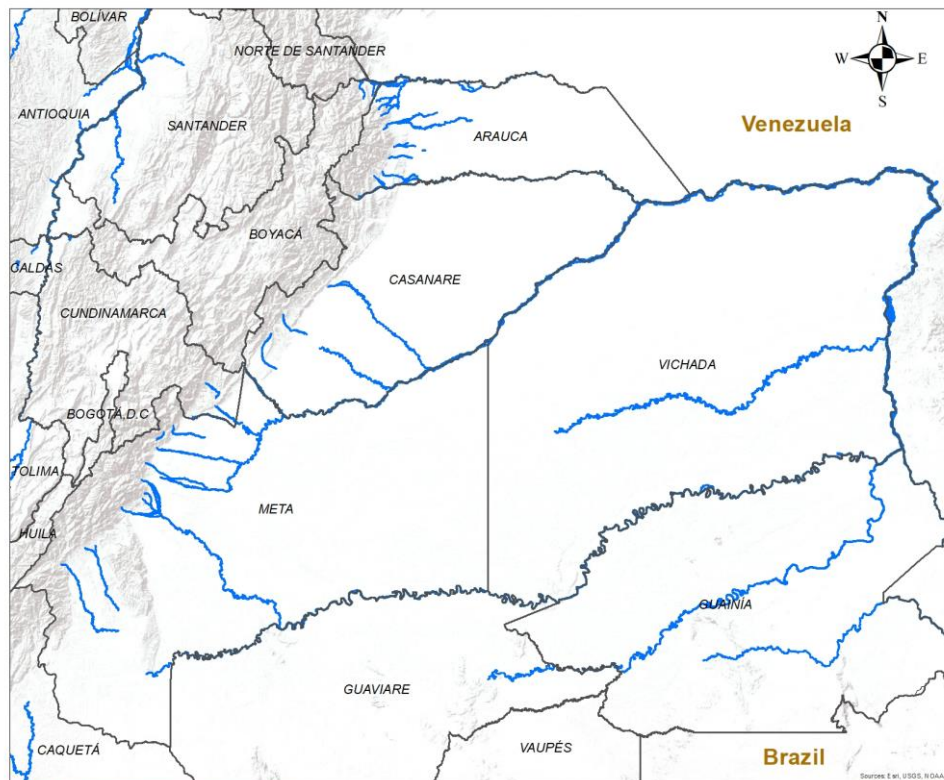 BOLÍVAR
N
NORTE DE SANTANDER
W
E
S
ANTIOQUIA
SANTANDER
ARAUCA
Venezuela
BOYACÁ
CALDAS
CASANARE
CUNDINAMARCA
VICHADA
BOGOTÁ, D.C
TOLIMA
META
HUILA
GUAINÍA
GUAVIARE
CAQUETÁ
VAUPÉS
Brazil
Sources: Esri, USGS, NOAA